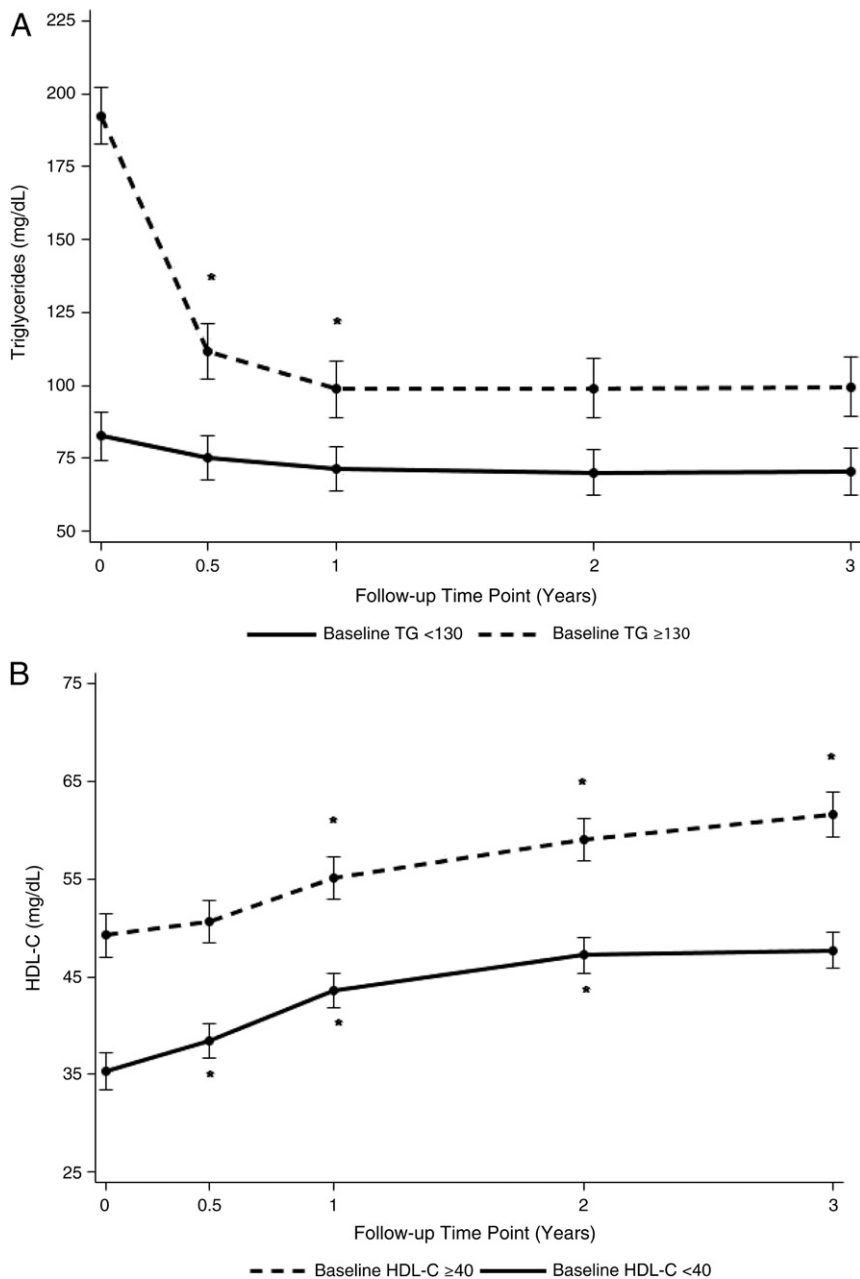 A
225
200
175
150
125
100
75
50
Triglycerides (mg/dL)
*
*
0 0.5 1 2 3
Follow-up Time Point (Years)
Baseline TG <130 Baseline TG ≥130
B
75
65
55
45
35
25
HDL-C (mg/dL)
*
*
*
*
*
*
0 0.5 1 2 3
Follow-up Time Point (Years)
Baseline HDL-C ≥40 Baseline HDL-C <40